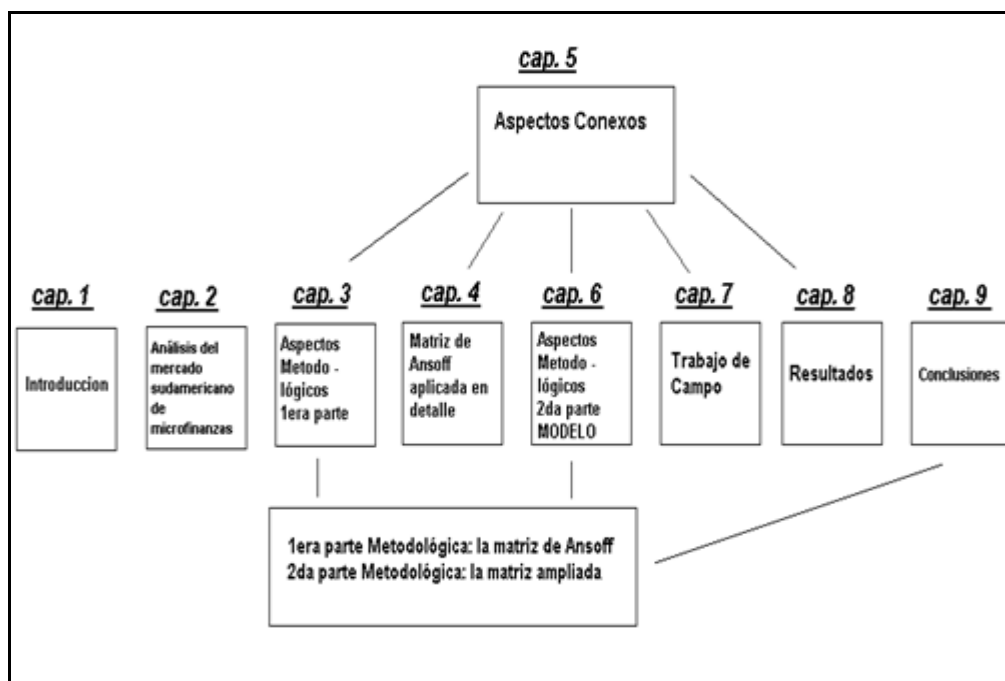 cap. 5
Aspectos Conexos
cap. 1
Introduccion
cap. 2
Análisis del
mercado
sudamericano
de
microfinanzas
cap. 3
Aspectos
Metodo -
lógicos
1era parte
cap. 4
Matriz de
Ansoff
aplicada en
detalle
cap. 6
Aspectos
Metodo -
lógicos
2da parte
MODELO
cap. 7
Trabajo de
Campo
cap. 8
Resultados
cap. 9
Conclusiones
1era parte Metodológica: la matriz de Ansoff
2da parte Metodológica: la matriz ampliada